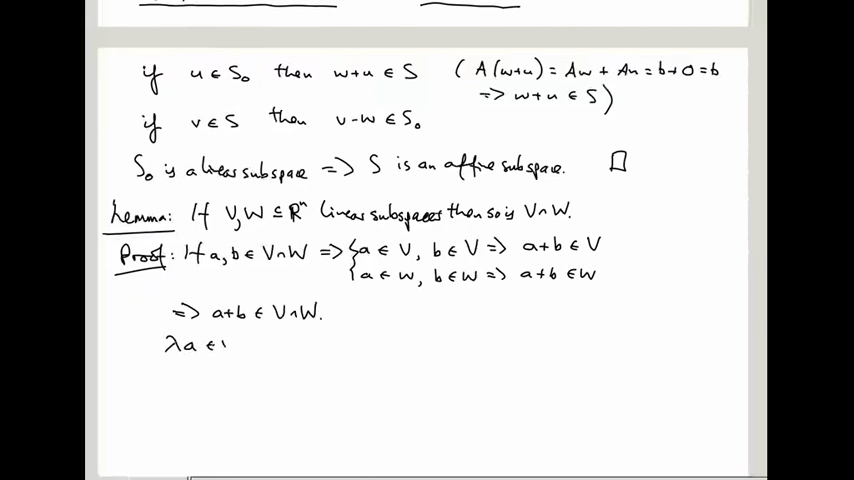 if u ∈ S₀ then w+u ∈ S ( A(w+u) = Aw + Au = b+0 = b
=> w+u ∈ S )
if v ∈ S then v-w ∈ S₀.
S₀ is a linear subspace => S is an affine subspace. □
Lemma: If V, W ⊆ ℝⁿ linear subspaces then so is V∩W.
Proof: If a, b ∈ V∩W => { a ∈ V, b ∈ V => a+b ∈ V
a ∈ W, b ∈ W => a+b ∈ W
=> a+b ∈ V∩W.
λa ∈